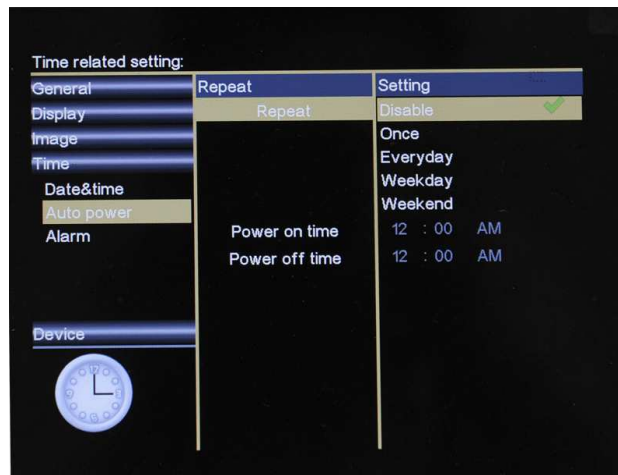 Time related setting:
General
Display
Image
Time
Date&time
Auto power
Alarm
Device
Repeat
Repeat
Power on time
Power off time
Setting
Disable
Once
Everyday
Weekday
Weekend
12 : 00 AM
12 : 00 AM